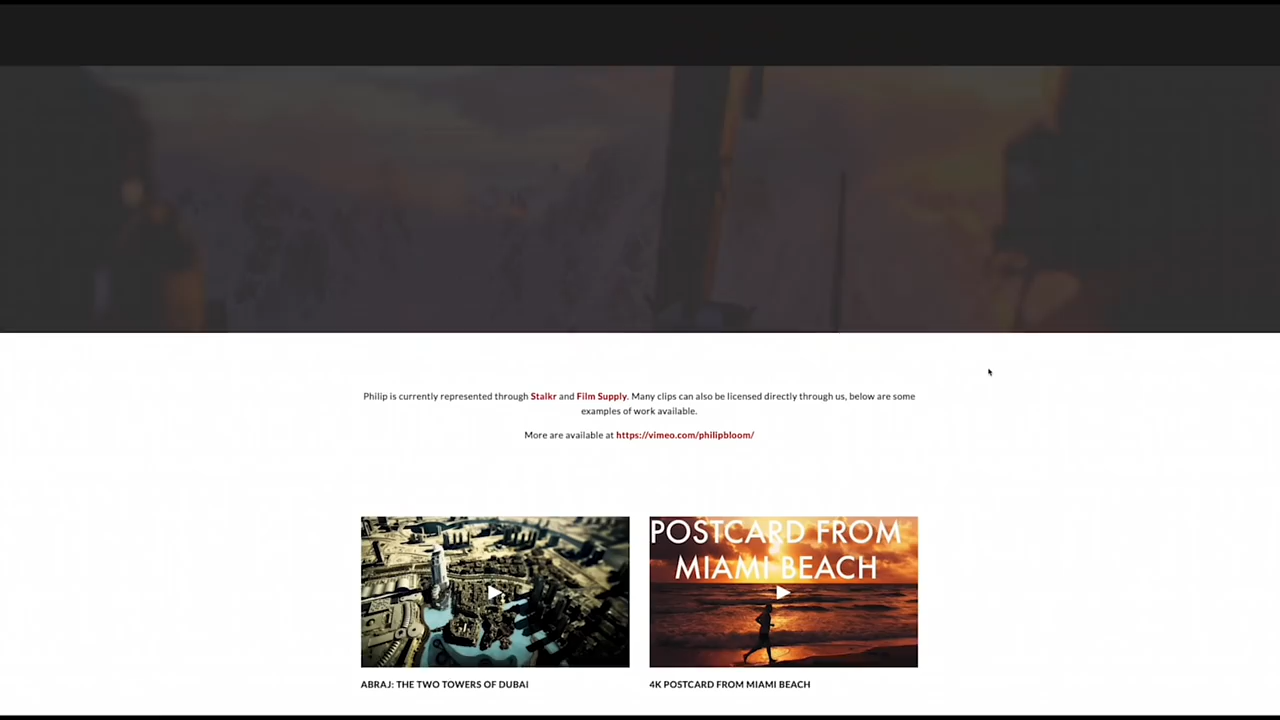 Philip is currently represented through Stalkr and Film Supply. Many clips can also be licensed directly through us, below are some
examples of work available.
More are available at https://vimeo.com/philipbloom/
POSTCARD FROM
MIAMI BEACH
ABRAJ: THE TWO TOWERS OF DUBAI
4K POSTCARD FROM MIAMI BEACH